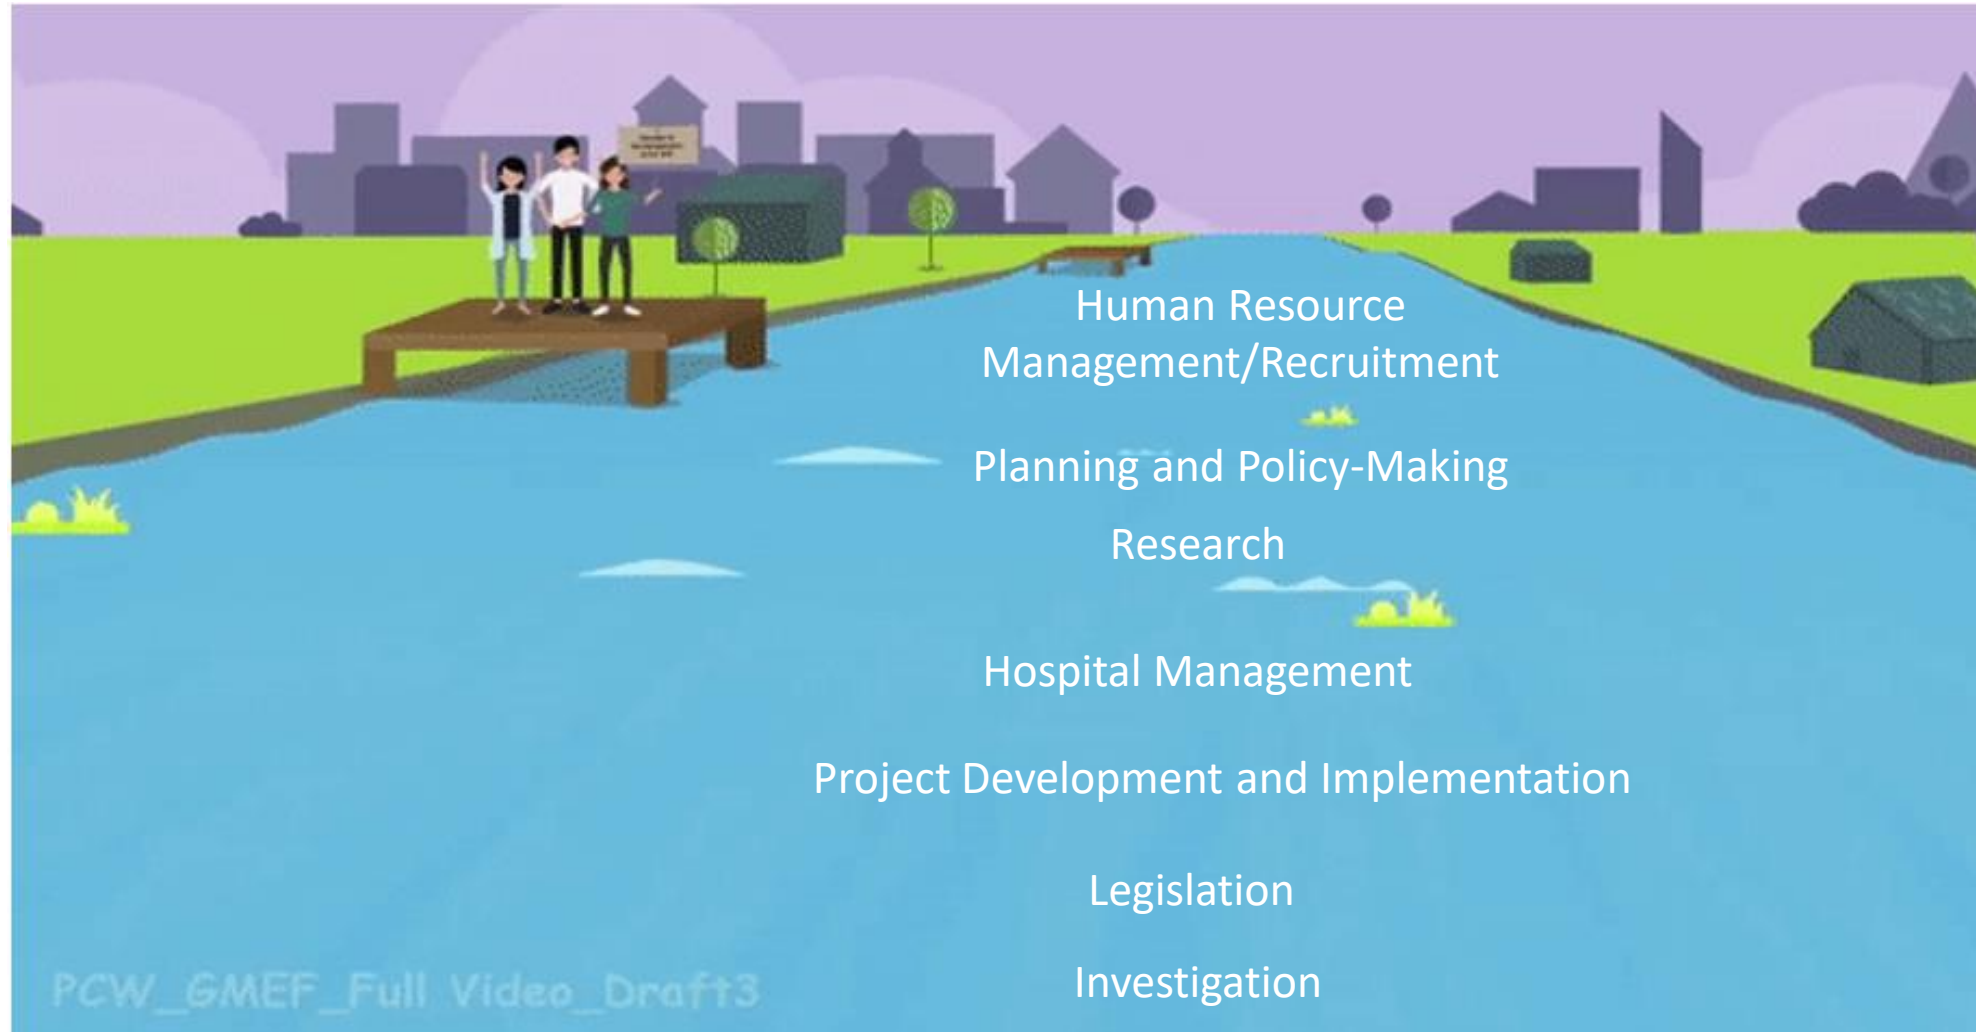 Human Resource
Management/Recruitment
Planning and Policy-Making
Research
Hospital Management
Project Development and Implementation
Legislation
Investigation
PCW_GMEF_Full Video_Draft3